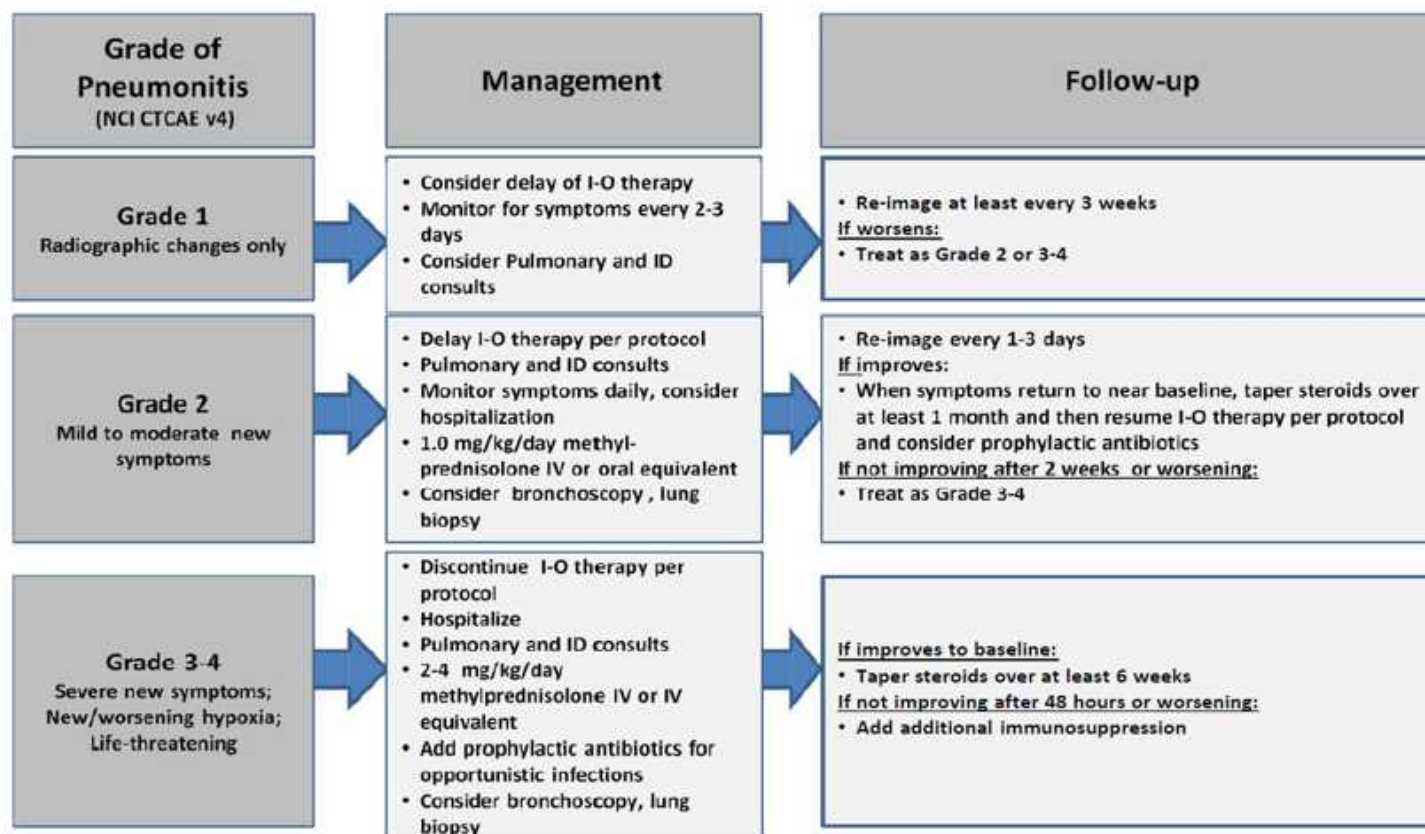 Grade of
Pneumonitis
(NCI CTCAE v4)
Management
Follow-up
Grade 1
Radiographic changes only
• Consider delay of I-O therapy
• Monitor for symptoms every 2-3
days
• Consider Pulmonary and ID
consults
• Re-image at least every 3 weeks
If worsens:
• Treat as Grade 2 or 3-4
Grade 2
Mild to moderate new
symptoms
• Delay I-O therapy per protocol
• Pulmonary and ID consults
• Monitor symptoms daily, consider
hospitalization
• 1.0 mg/kg/day methyl-
prednisolone IV or oral equivalent
• Consider bronchoscopy , lung
biopsy
• Re-image every 1-3 days
If improves:
• When symptoms return to near baseline, taper steroids over
at least 1 month and then resume I-O therapy per protocol
and consider prophylactic antibiotics
If not improving after 2 weeks or worsening:
• Treat as Grade 3-4
Grade 3-4
Severe new symptoms;
New/worsening hypoxia;
Life-threatening
• Discontinue I-O therapy per
protocol
• Hospitalize
• Pulmonary and ID consults
• 2-4 mg/kg/day
methylprednisolone IV or IV
equivalent
• Add prophylactic antibiotics for
opportunistic infections
• Consider bronchoscopy, lung
biopsy
If improves to baseline:
• Taper steroids over at least 6 weeks
If not improving after 48 hours or worsening:
• Add additional immunosuppression